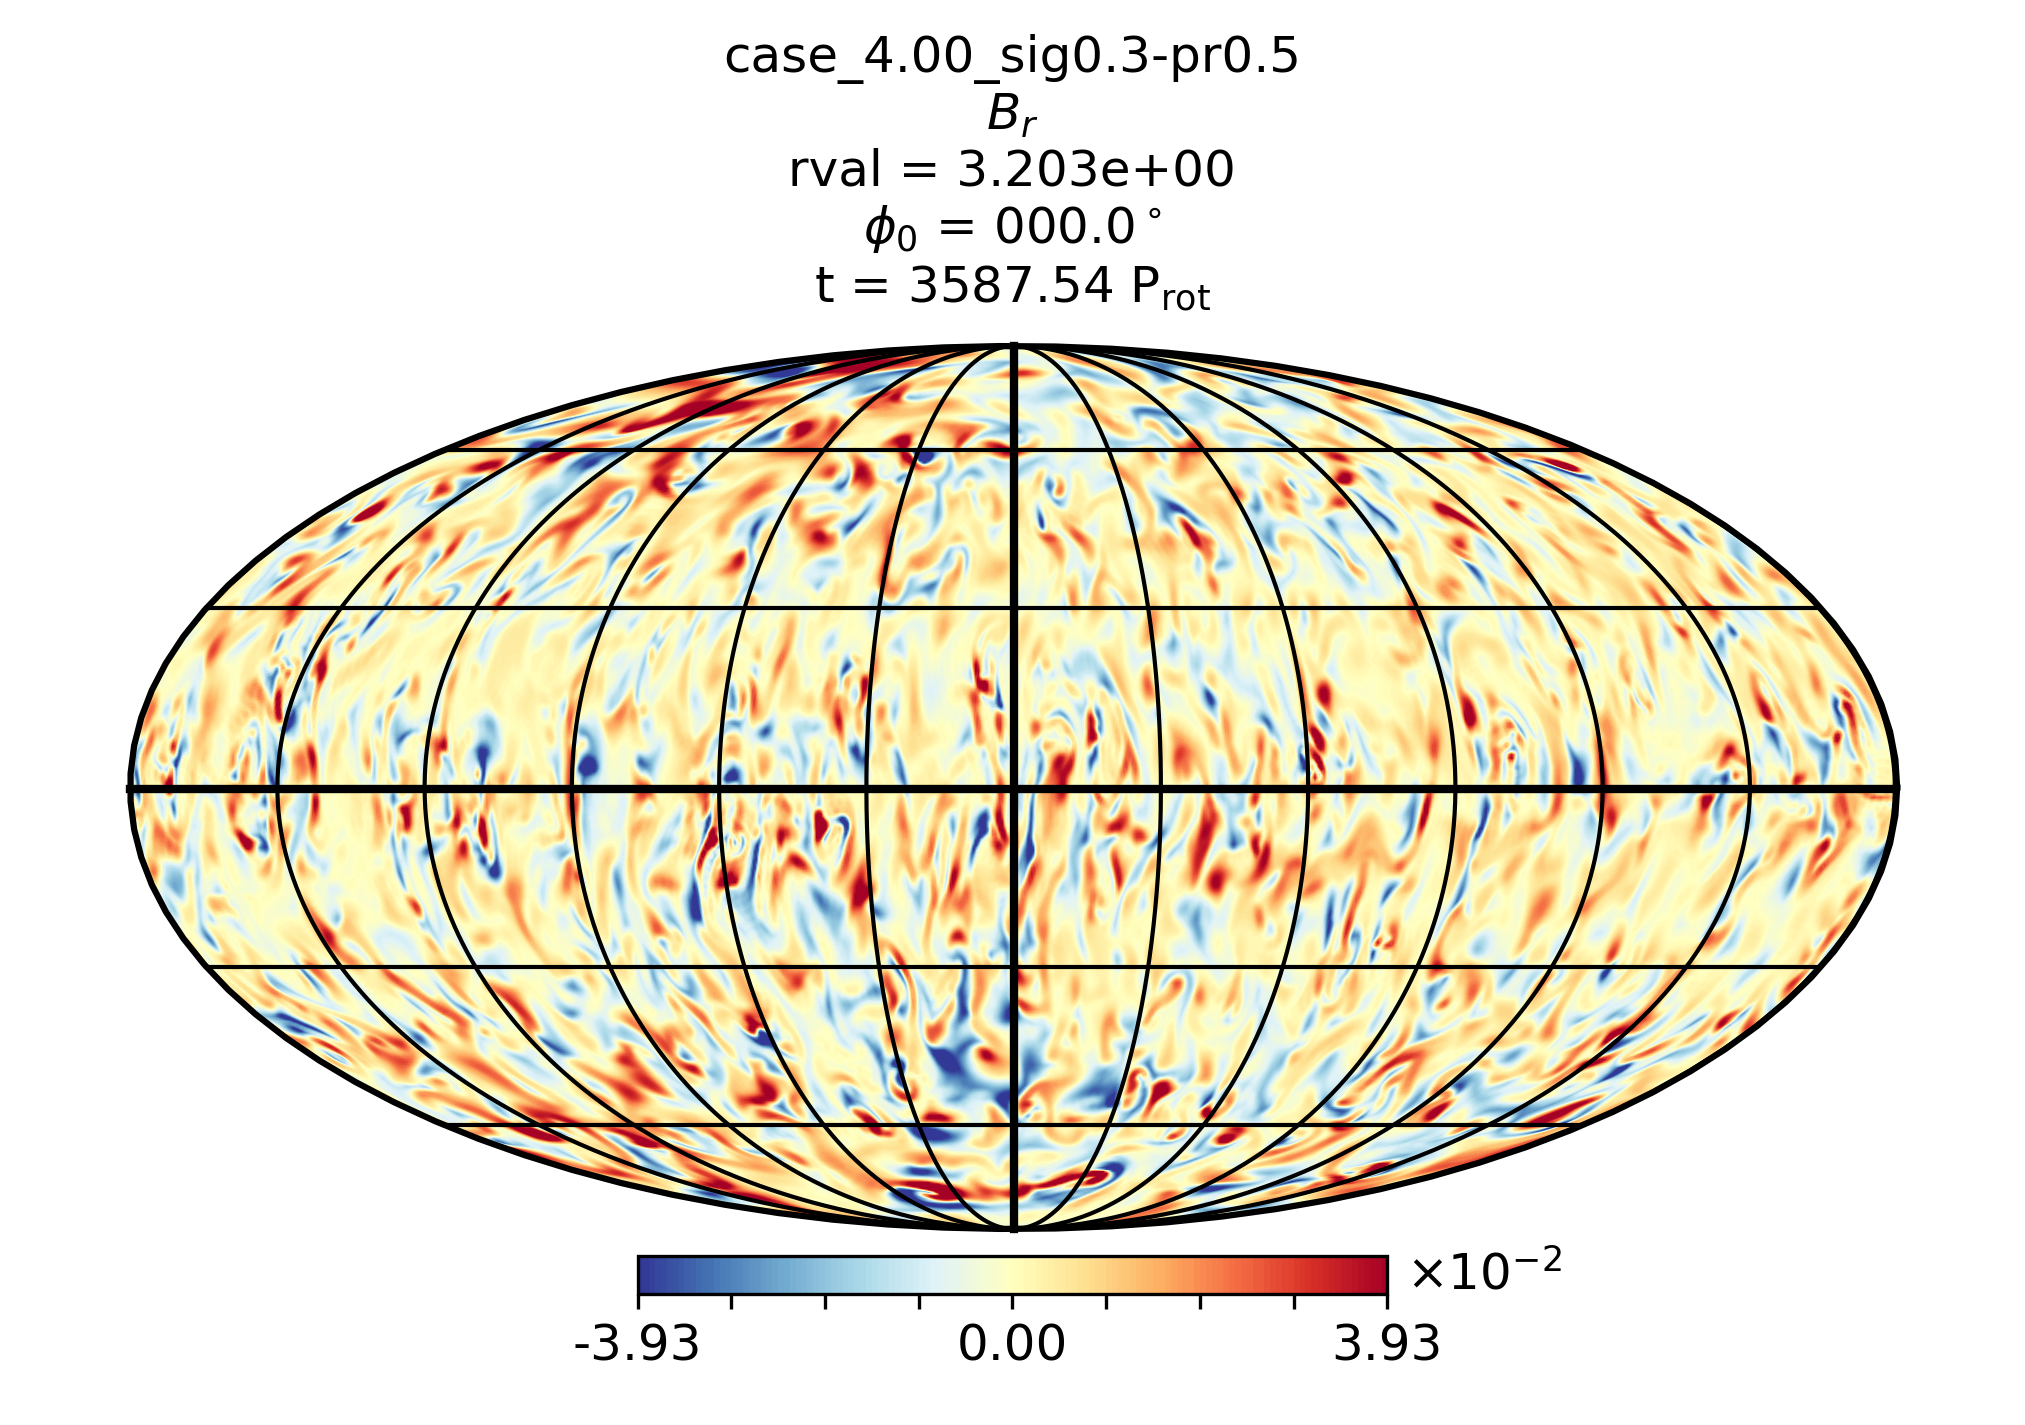 case_4.00_sig0.3-pr0.5
B_r
rval = 3.203e+00
ϕ₀ = 000.0°
t = 3587.54 P_rot
×10⁻²
-3.93 0.00 3.93